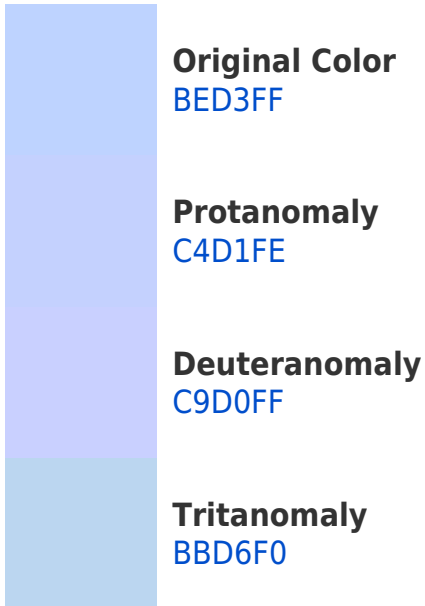 Original Color
BED3FF
Protanomaly
C4D1FE
Deuteranomaly
C9D0FF
Tritanomaly
BBD6F0